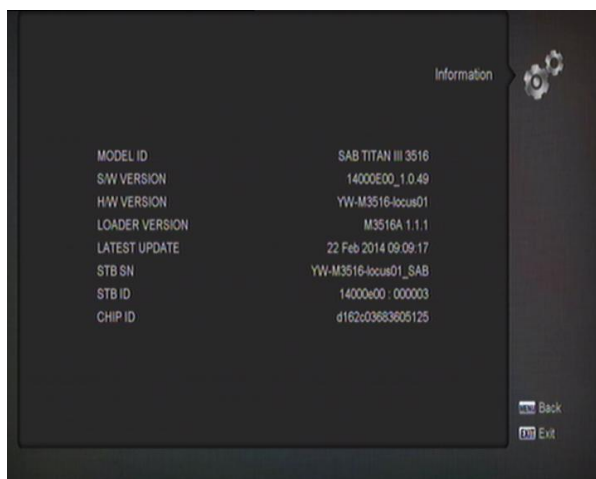 Information
MODEL ID SAB TITAN III 3516
S/W VERSION 14000E00_1.0.49
H/W VERSION YW-M3516-locus01
LOADER VERSION M3516A 1.1.1
LATEST UPDATE 22 Feb 2014 09:09:17
STB SN YW-M3516-locus01_SAB
STB ID 14000e00 : 000003
CHIP ID d162c03683605125
MENU Back
EXIT Exit